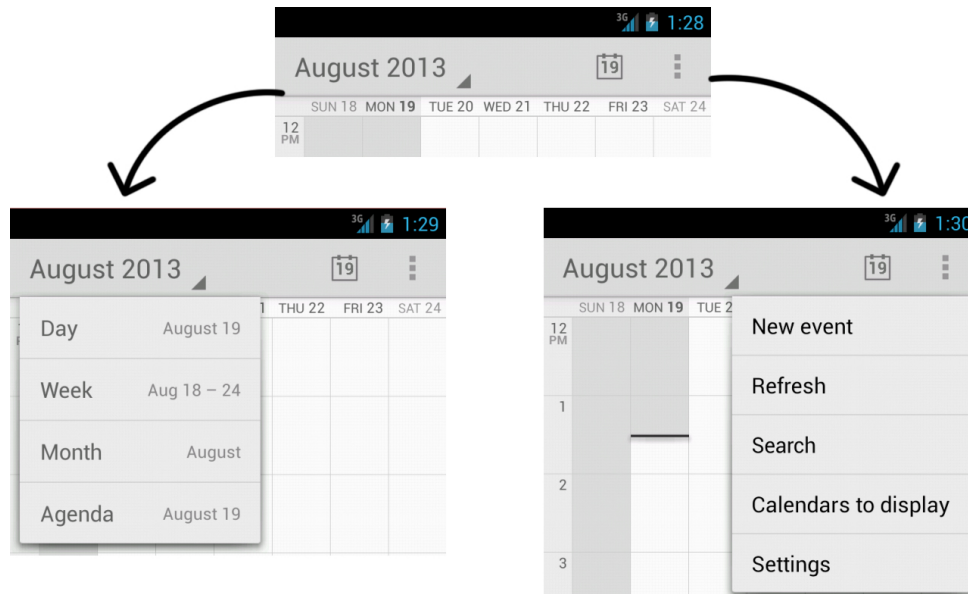 3G 1:28
August 2013 19
SUN 18 MON 19 TUE 20 WED 21 THU 22 FRI 23 SAT 24
12
PM
3G 1:29
August 2013 19
1 THU 22 FRI 23 SAT 24
Day August 19
Week Aug 18 – 24
Month August
Agenda August 19
3G 1:30
August 2013 19
SUN 18 MON 19 TUE 2
12
PM
1
2
3
New event
Refresh
Search
Calendars to display
Settings